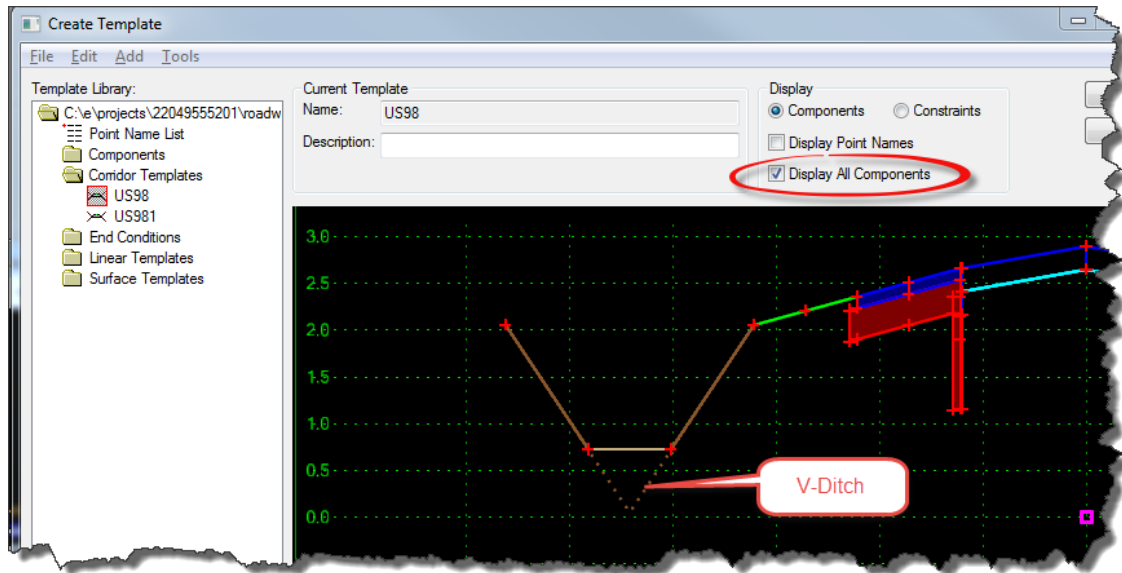 Create Template
File Edit Add Tools
Template Library:
C:\e\projects\22049555201\roadw
Point Name List
Components
Corridor Templates
US98
US981
End Conditions
Linear Templates
Surface Templates
Current Template
Name: US98
Description:
Display
Components Constraints
Display Point Names
Display All Components
3.0
2.5
2.0
1.5
1.0
0.5
0.0
V-Ditch